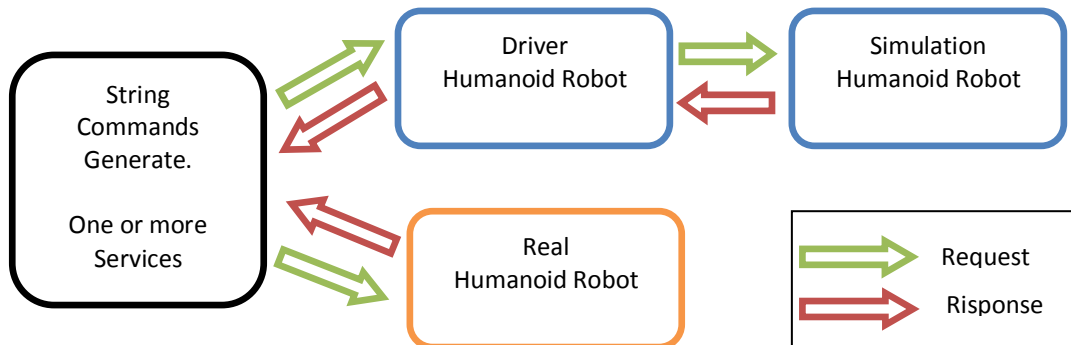 String
Commands
Generate.
One or more
Services
Driver
Humanoid Robot
Simulation
Humanoid Robot
Real
Humanoid Robot
Request
Risponse